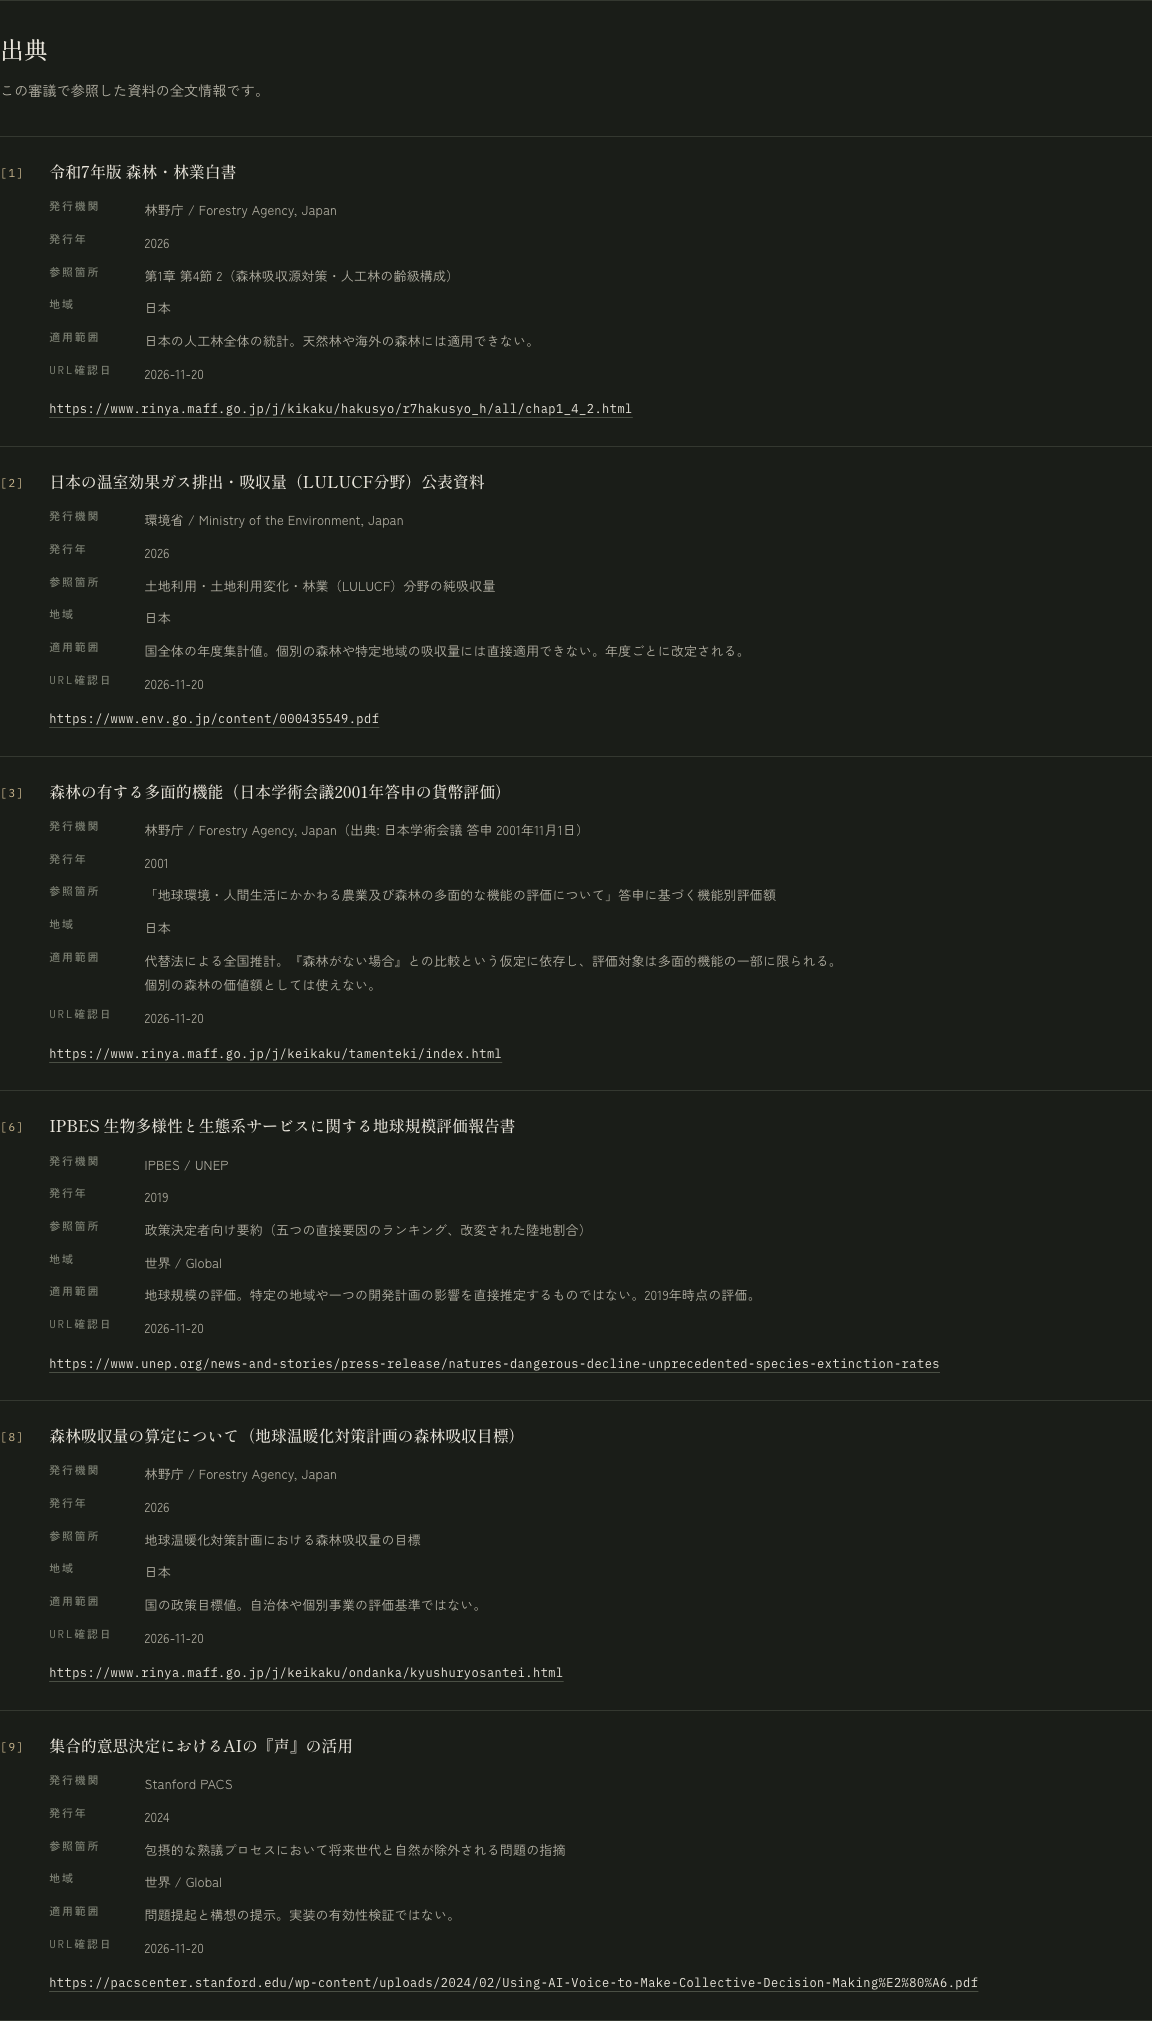 出典
この審議で参照した資料の全文情報です。
[1] 令和7年版 森林・林業白書
発行機関 林野庁 / Forestry Agency, Japan
発行年 2026
参照箇所 第1章 第4節 2（森林吸収源対策・人工林の齢級構成）
地域 日本
適用範囲 日本の人工林全体の統計。天然林や海外の森林には適用できない。
URL確認日 2026-11-20
https://www.rinya.maff.go.jp/j/kikaku/hakusyo/r7hakusyo_h/all/chap1_4_2.html
[2] 日本の温室効果ガス排出・吸収量（LULUCF分野）公表資料
発行機関 環境省 / Ministry of the Environment, Japan
発行年 2026
参照箇所 土地利用・土地利用変化・林業（LULUCF）分野の純吸収量
地域 日本
適用範囲 国全体の年度集計値。個別の森林や特定地域の吸収量には直接適用できない。年度ごとに改定される。
URL確認日 2026-11-20
https://www.env.go.jp/content/000435549.pdf
[3] 森林の有する多面的機能（日本学術会議2001年答申の貨幣評価）
発行機関 林野庁 / Forestry Agency, Japan（出典: 日本学術会議 答申 2001年11月1日）
発行年 2001
参照箇所 「地球環境・人間生活にかかわる農業及び森林の多面的な機能の評価について」答申に基づく機能別評価額
地域 日本
適用範囲 代替法による全国推計。『森林がない場合』との比較という仮定に依存し、評価対象は多面的機能の一部に限られる。
個別の森林の価値額としては使えない。
URL確認日 2026-11-20
https://www.rinya.maff.go.jp/j/keikaku/tamenteki/index.html
[6] IPBES 生物多様性と生態系サービスに関する地球規模評価報告書
発行機関 IPBES / UNEP
発行年 2019
参照箇所 政策決定者向け要約（五つの直接要因のランキング、改変された陸地割合）
地域 世界 / Global
適用範囲 地球規模の評価。特定の地域や一つの開発計画の影響を直接推定するものではない。2019年時点の評価。
URL確認日 2026-11-20
https://www.unep.org/news-and-stories/press-release/natures-dangerous-decline-unprecedented-species-extinction-rates
[8] 森林吸収量の算定について（地球温暖化対策計画の森林吸収目標）
発行機関 林野庁 / Forestry Agency, Japan
発行年 2026
参照箇所 地球温暖化対策計画における森林吸収量の目標
地域 日本
適用範囲 国の政策目標値。自治体や個別事業の評価基準ではない。
URL確認日 2026-11-20
https://www.rinya.maff.go.jp/j/keikaku/ondanka/kyushuryosantei.html
[9] 集合的意思決定におけるAIの『声』の活用
発行機関 Stanford PACS
発行年 2024
参照箇所 包摂的な熟議プロセスにおいて将来世代と自然が除外される問題の指摘
地域 世界 / Global
適用範囲 問題提起と構想の提示。実装の有効性検証ではない。
URL確認日 2026-11-20
https://pacscenter.stanford.edu/wp-content/uploads/2024/02/Using-AI-Voice-to-Make-Collective-Decision-Making%E2%80%A6.pdf